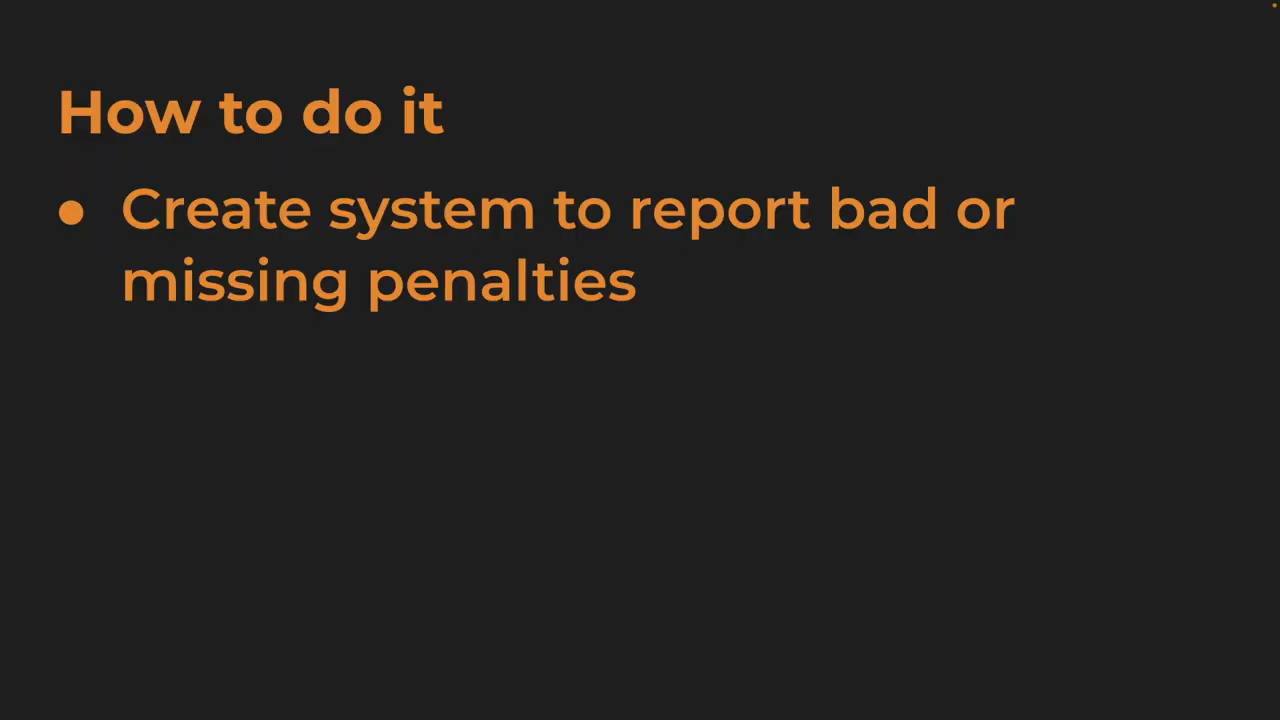 How to do it
● Create system to report bad or
missing penalties